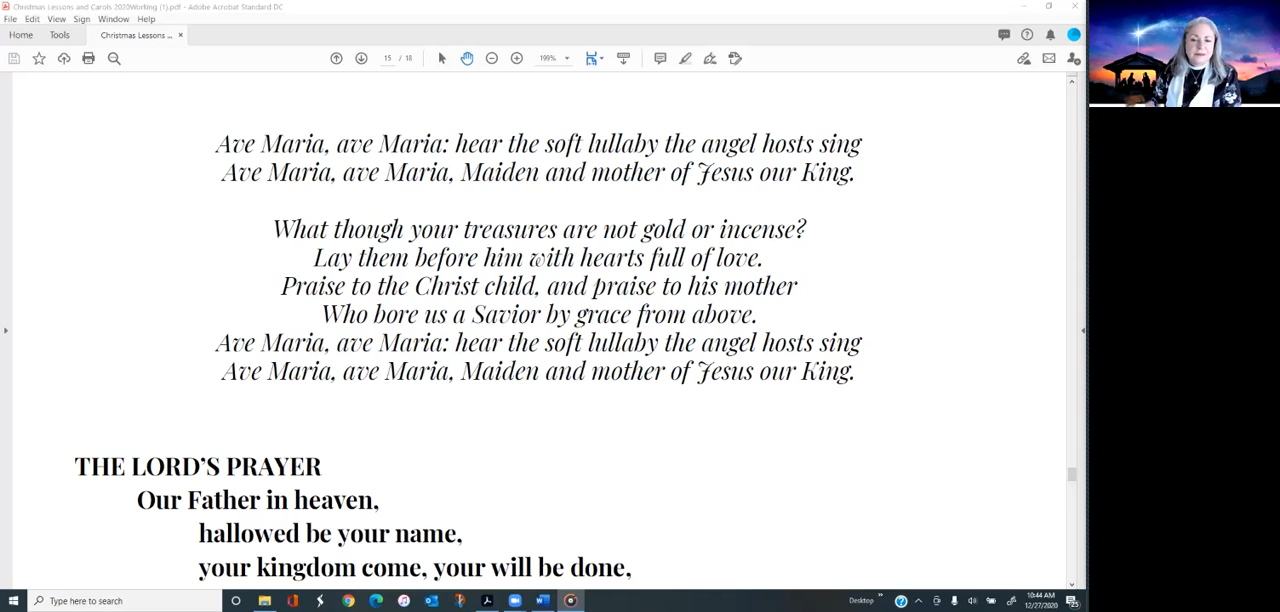 Christmas Lessons and Carols 2020Working (1).pdf - Adobe Acrobat Standard DC
File Edit View Sign Window Help
Home Tools Christmas Lessons ... ×
15 / 18 199%
Ave Maria, ave Maria: hear the soft lullaby the angel hosts sing
Ave Maria, ave Maria, Maiden and mother of Jesus our King.
What though your treasures are not gold or incense?
Lay them before him with hearts full of love.
Praise to the Christ child, and praise to his mother
Who bore us a Savior by grace from above.
Ave Maria, ave Maria: hear the soft lullaby the angel hosts sing
Ave Maria, ave Maria, Maiden and mother of Jesus our King.
THE LORD'S PRAYER
Our Father in heaven,
hallowed be your name,
your kingdom come, your will be done,
Type here to search
Desktop
10:44 AM
12/27/2020
25